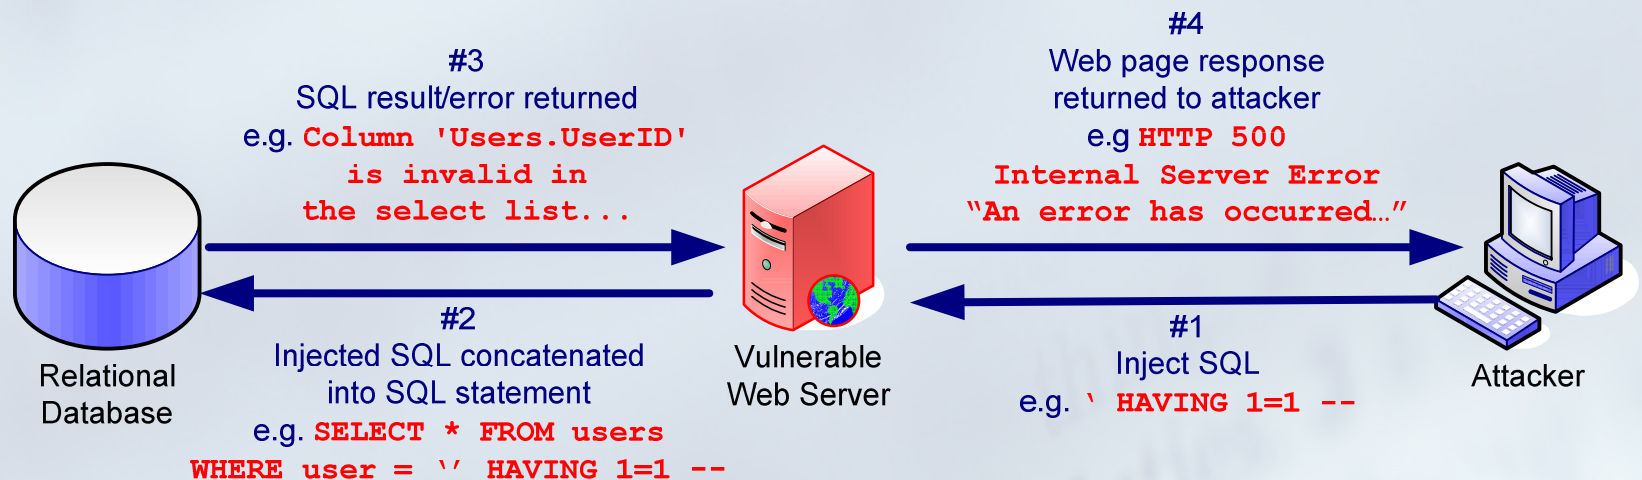 #3
SQL result/error returned
e.g. Column 'Users.UserID'
is invalid in
the select list...
#4
Web page response
returned to attacker
e.g HTTP 500
Internal Server Error
“An error has occurred…”
#2
Injected SQL concatenated
into SQL statement
e.g. SELECT * FROM users
WHERE user = ‘’ HAVING 1=1 --
#1
Inject SQL
e.g. ‘ HAVING 1=1 --
Relational
Database
Vulnerable
Web Server
Attacker